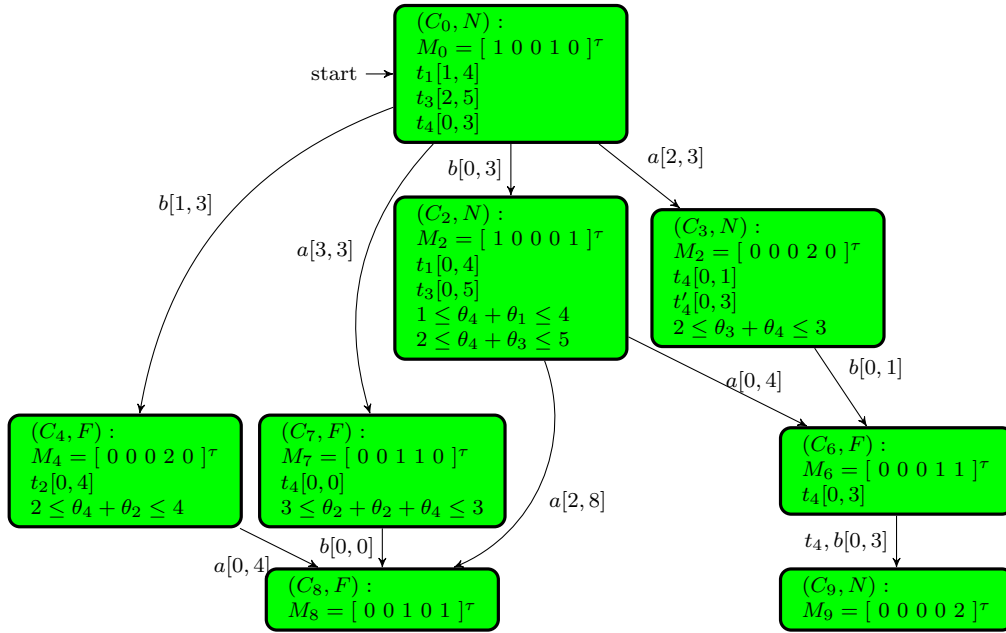 (C₀, N) :
M₀ = [ 1 0 0 1 0 ]^τ
t₁[1, 4]
t₃[2, 5]
t₄[0, 3]
start
b[1, 3]
a[3, 3]
b[0, 3]
a[2, 3]
(C₂, N) :
M₂ = [ 1 0 0 0 1 ]^τ
t₁[0, 4]
t₃[0, 5]
1 ≤ θ₄ + θ₁ ≤ 4
2 ≤ θ₄ + θ₃ ≤ 5
(C₃, N) :
M₂ = [ 0 0 0 2 0 ]^τ
t₄[0, 1]
t′₄[0, 3]
2 ≤ θ₃ + θ₄ ≤ 3
a[0, 4]
b[0, 1]
(C₄, F) :
M₄ = [ 0 0 0 2 0 ]^τ
t₂[0, 4]
2 ≤ θ₄ + θ₂ ≤ 4
(C₇, F) :
M₇ = [ 0 0 1 1 0 ]^τ
t₄[0, 0]
3 ≤ θ₂ + θ₂ + θ₄ ≤ 3
(C₆, F) :
M₆ = [ 0 0 0 1 1 ]^τ
t₄[0, 3]
a[2, 8]
a[0, 4]
b[0, 0]
t₄, b[0, 3]
(C₈, F) :
M₈ = [ 0 0 1 0 1 ]^τ
(C₉, N) :
M₉ = [ 0 0 0 0 2 ]^τ